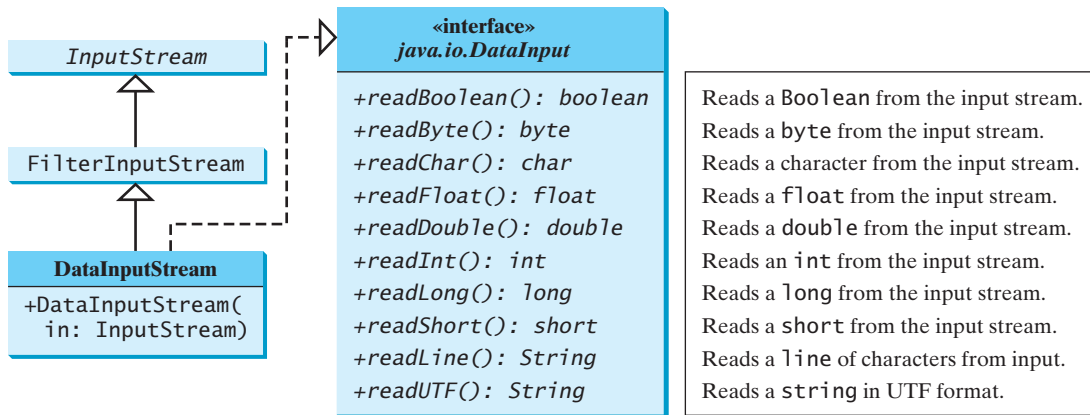 InputStream
FilterInputStream
DataInputStream
+DataInputStream(
in: InputStream)
«interface»
java.io.DataInput
+readBoolean(): boolean
+readByte(): byte
+readChar(): char
+readFloat(): float
+readDouble(): double
+readInt(): int
+readLong(): long
+readShort(): short
+readLine(): String
+readUTF(): String
Reads a Boolean from the input stream.
Reads a byte from the input stream.
Reads a character from the input stream.
Reads a float from the input stream.
Reads a double from the input stream.
Reads an int from the input stream.
Reads a long from the input stream.
Reads a short from the input stream.
Reads a line of characters from input.
Reads a string in UTF format.